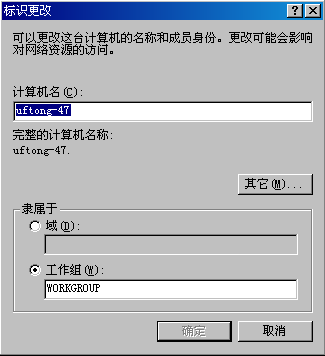 标识更改
可以更改这台计算机的名称和成员身份。更改可能会影响
对网络资源的访问。
计算机名(C):
uftong-47
完整的计算机名称:
uftong-47.
其它(M)...
隶属于
域(D):
工作组(W):
WORKGROUP
确定
取消